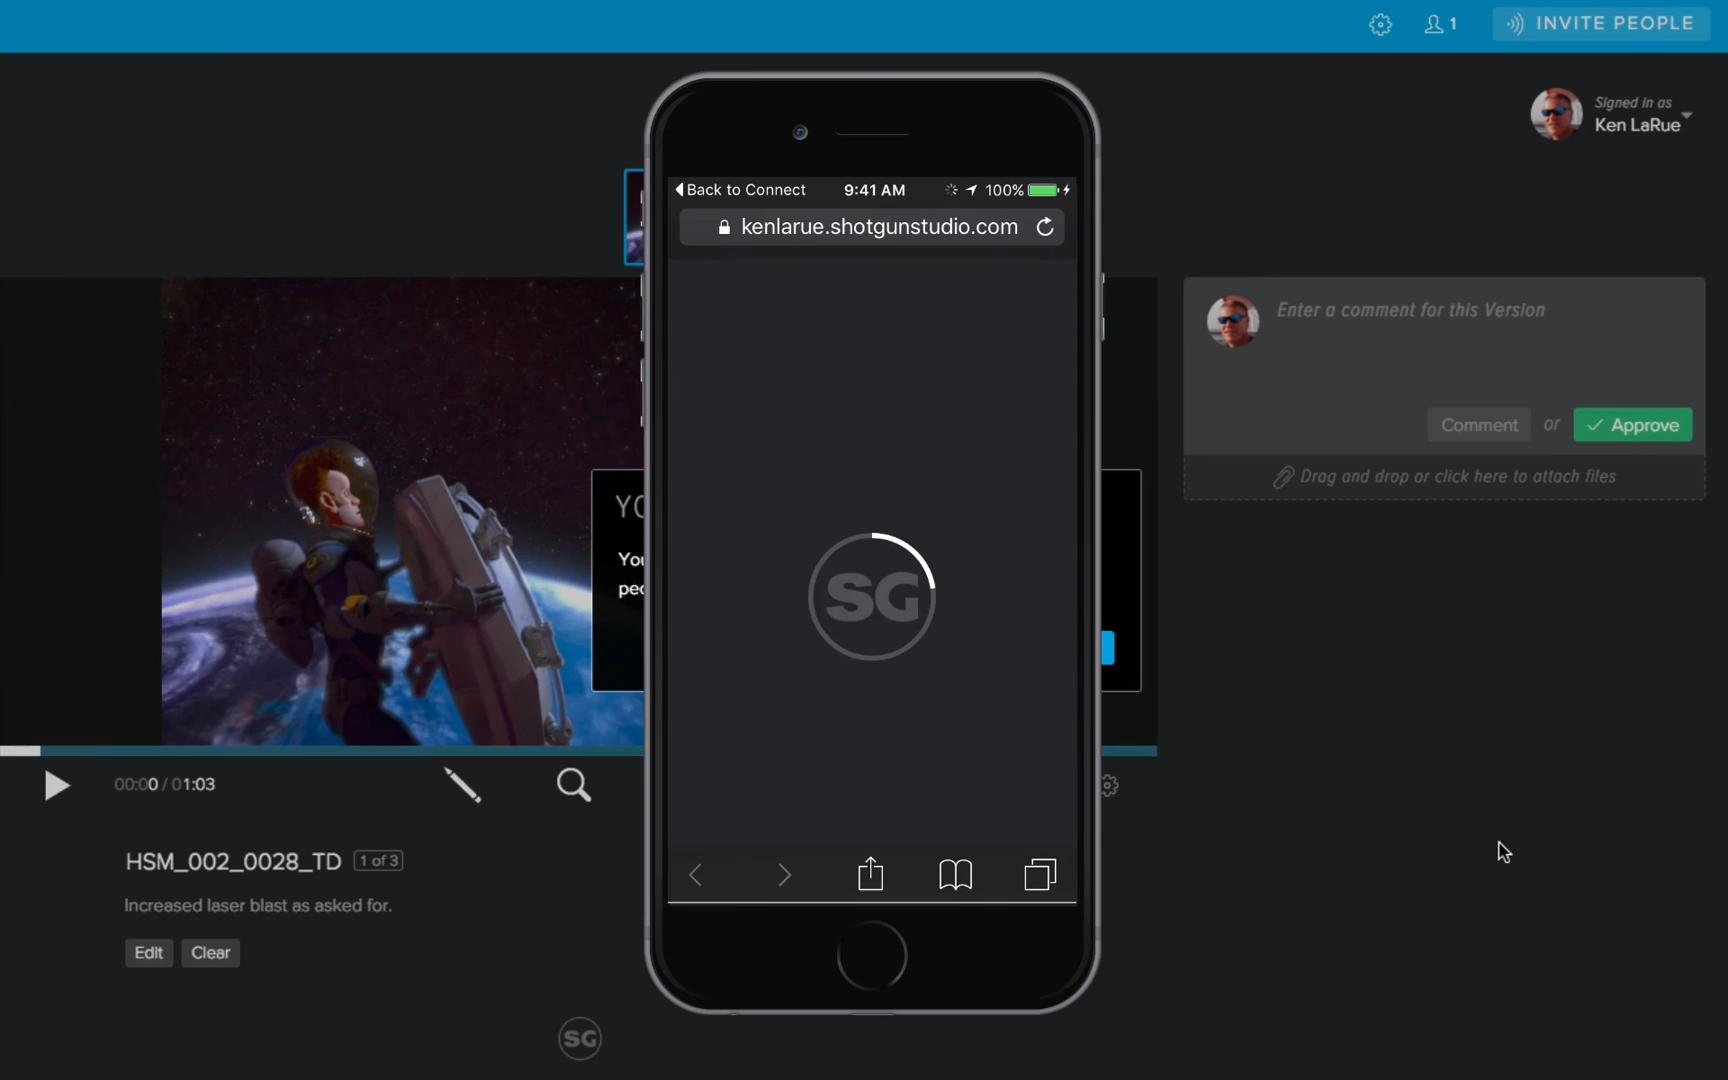 1
INVITE PEOPLE
Signed in as
Ken LaRue
Back to Connect
9:41 AM
100%
kenlarue.shotgunstudio.com
Enter a comment for this Version
Comment or Approve
Drag and drop or click here to attach files
SG
00:00 / 01:03
HSM_002_0028_TD 1 of 3
Increased laser blast as asked for.
Edit Clear
SG